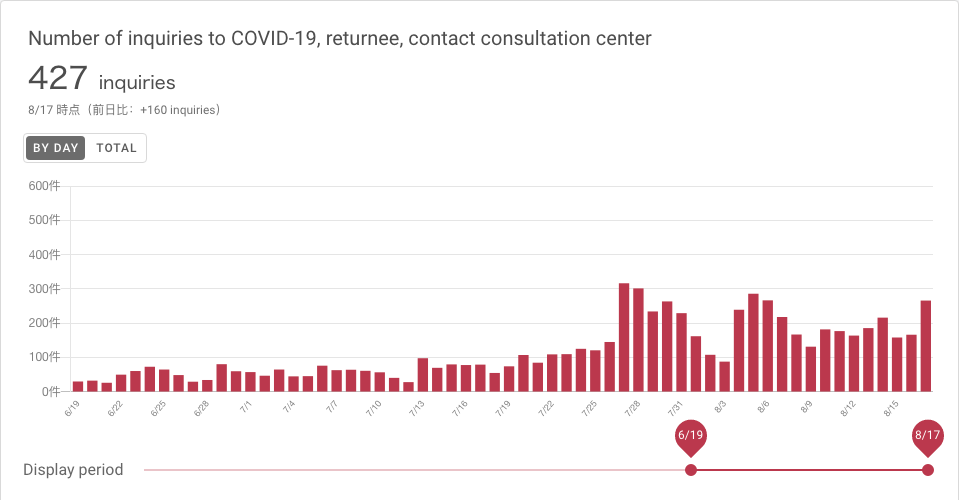 Number of inquiries to COVID-19, returnee, contact consultation center
427 inquiries
8/17 時点（前日比：+160 inquiries）
BY DAY TOTAL
600件
500件
400件
300件
200件
100件
0件
6/19 6/22 6/25 6/28 7/1 7/4 7/7 7/10 7/13 7/16 7/19 7/22 7/25 7/28 7/31 8/3 8/6 8/9 8/12 8/15
6/19 8/17
Display period